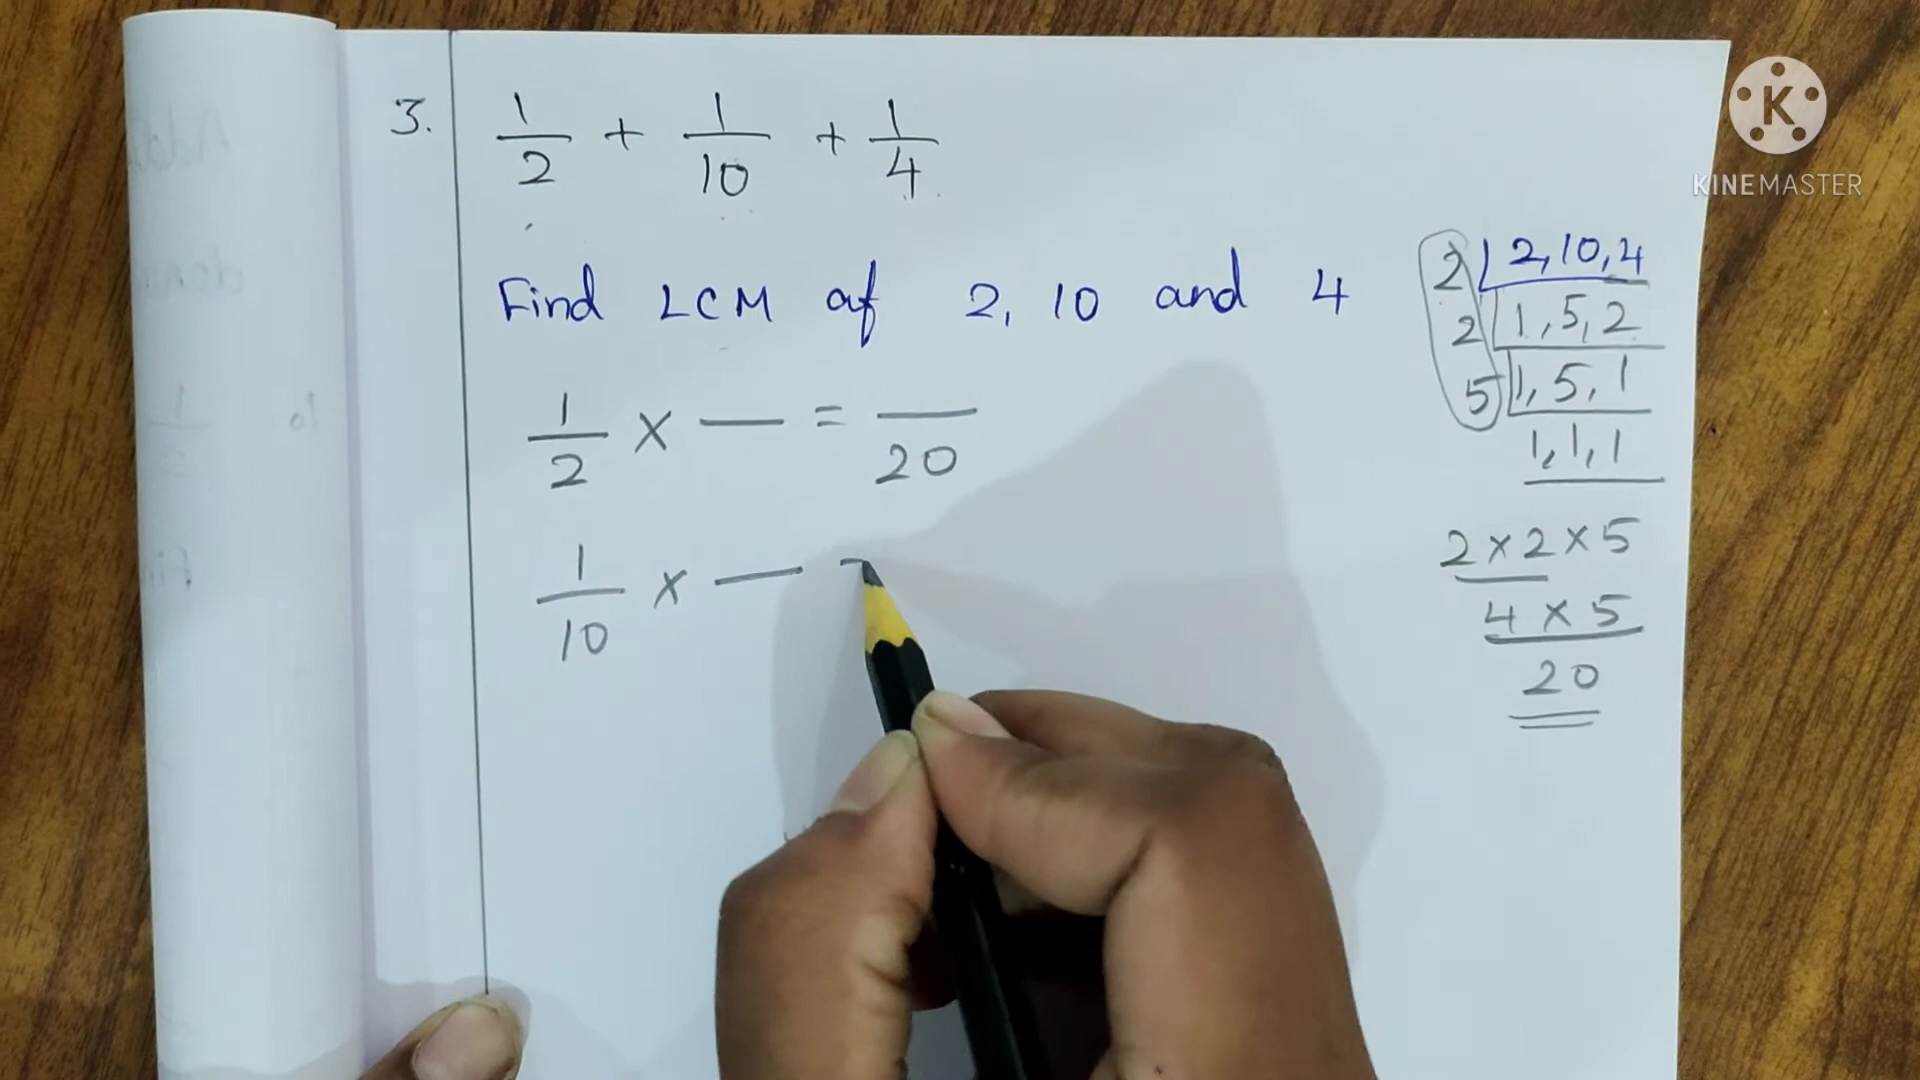 3. 1/2 + 1/10 + 1/4
Find LCM of 2, 10 and 4
1/2 × — = —/20
1/10 × — –
2 | 2, 10, 4
2 | 1, 5, 2
5 | 1, 5, 1
1, 1, 1
2 × 2 × 5
4 × 5
20
KINEMASTER